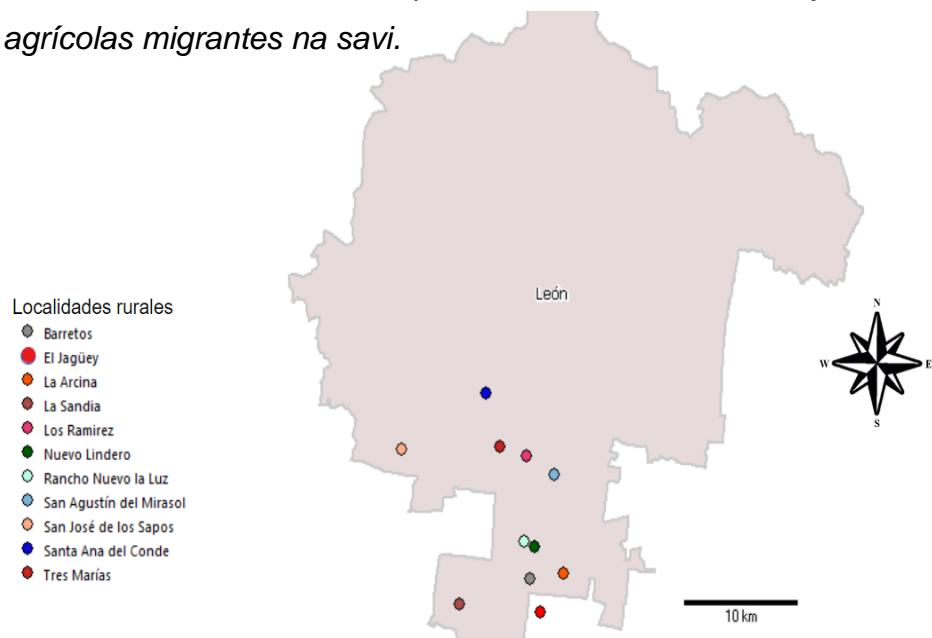 agrícolas migrantes na savi.
León
Localidades rurales
Barretos
El Jagüey
La Arcina
La Sandia
Los Ramirez
Nuevo Lindero
Rancho Nuevo la Luz
San Agustín del Mirasol
San José de los Sapos
Santa Ana del Conde
Tres Marías
N
W E
S
10 km